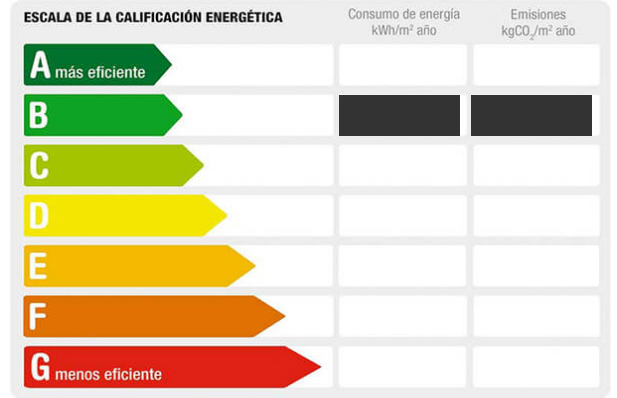 ESCALA DE LA CALIFICACIÓN ENERGÉTICA
Consumo de energía
kWh/m² año
Emisiones
kgCO₂/m² año
A más eficiente
B
C
D
E
F
G menos eficiente